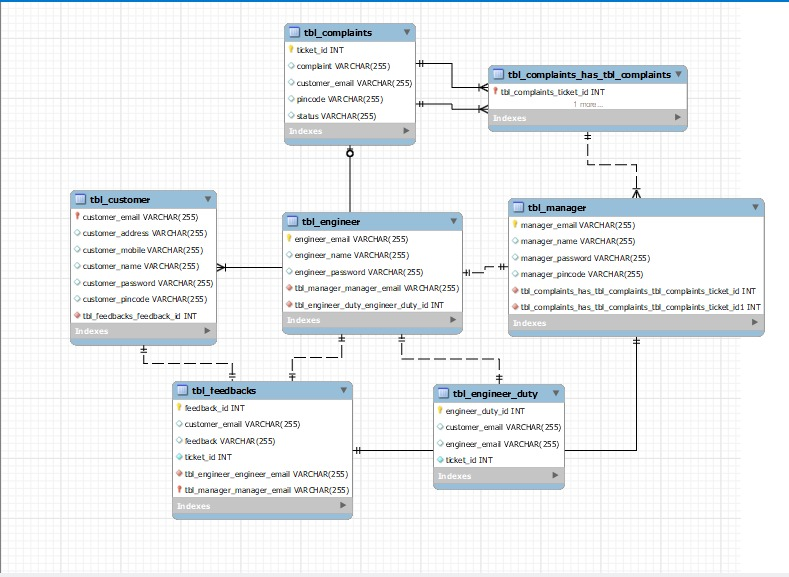 tbl_complaints
ticket_id INT
complaint VARCHAR(255)
customer_email VARCHAR(255)
pincode VARCHAR(255)
status VARCHAR(255)
Indexes
tbl_complaints_has_tbl_complaints
tbl_complaints_ticket_id INT
1 more...
Indexes
tbl_customer
customer_email VARCHAR(255)
customer_address VARCHAR(255)
customer_mobile VARCHAR(255)
customer_name VARCHAR(255)
customer_password VARCHAR(255)
customer_pincode VARCHAR(255)
tbl_feedbacks_feedback_id INT
Indexes
tbl_engineer
engineer_email VARCHAR(255)
engineer_name VARCHAR(255)
engineer_password VARCHAR(255)
tbl_manager_manager_email VARCHAR(255)
tbl_engineer_duty_engineer_duty_id INT
Indexes
tbl_manager
manager_email VARCHAR(255)
manager_name VARCHAR(255)
manager_password VARCHAR(255)
manager_pincode VARCHAR(255)
tbl_complaints_has_tbl_complaints_tbl_complaints_ticket_id INT
tbl_complaints_has_tbl_complaints_tbl_complaints_ticket_id1 INT
Indexes
tbl_feedbacks
feedback_id INT
customer_email VARCHAR(255)
feedback VARCHAR(255)
ticket_id INT
tbl_engineer_engineer_email VARCHAR(255)
tbl_manager_manager_email VARCHAR(255)
Indexes
tbl_engineer_duty
engineer_duty_id INT
customer_email VARCHAR(255)
engineer_email VARCHAR(255)
ticket_id INT
Indexes